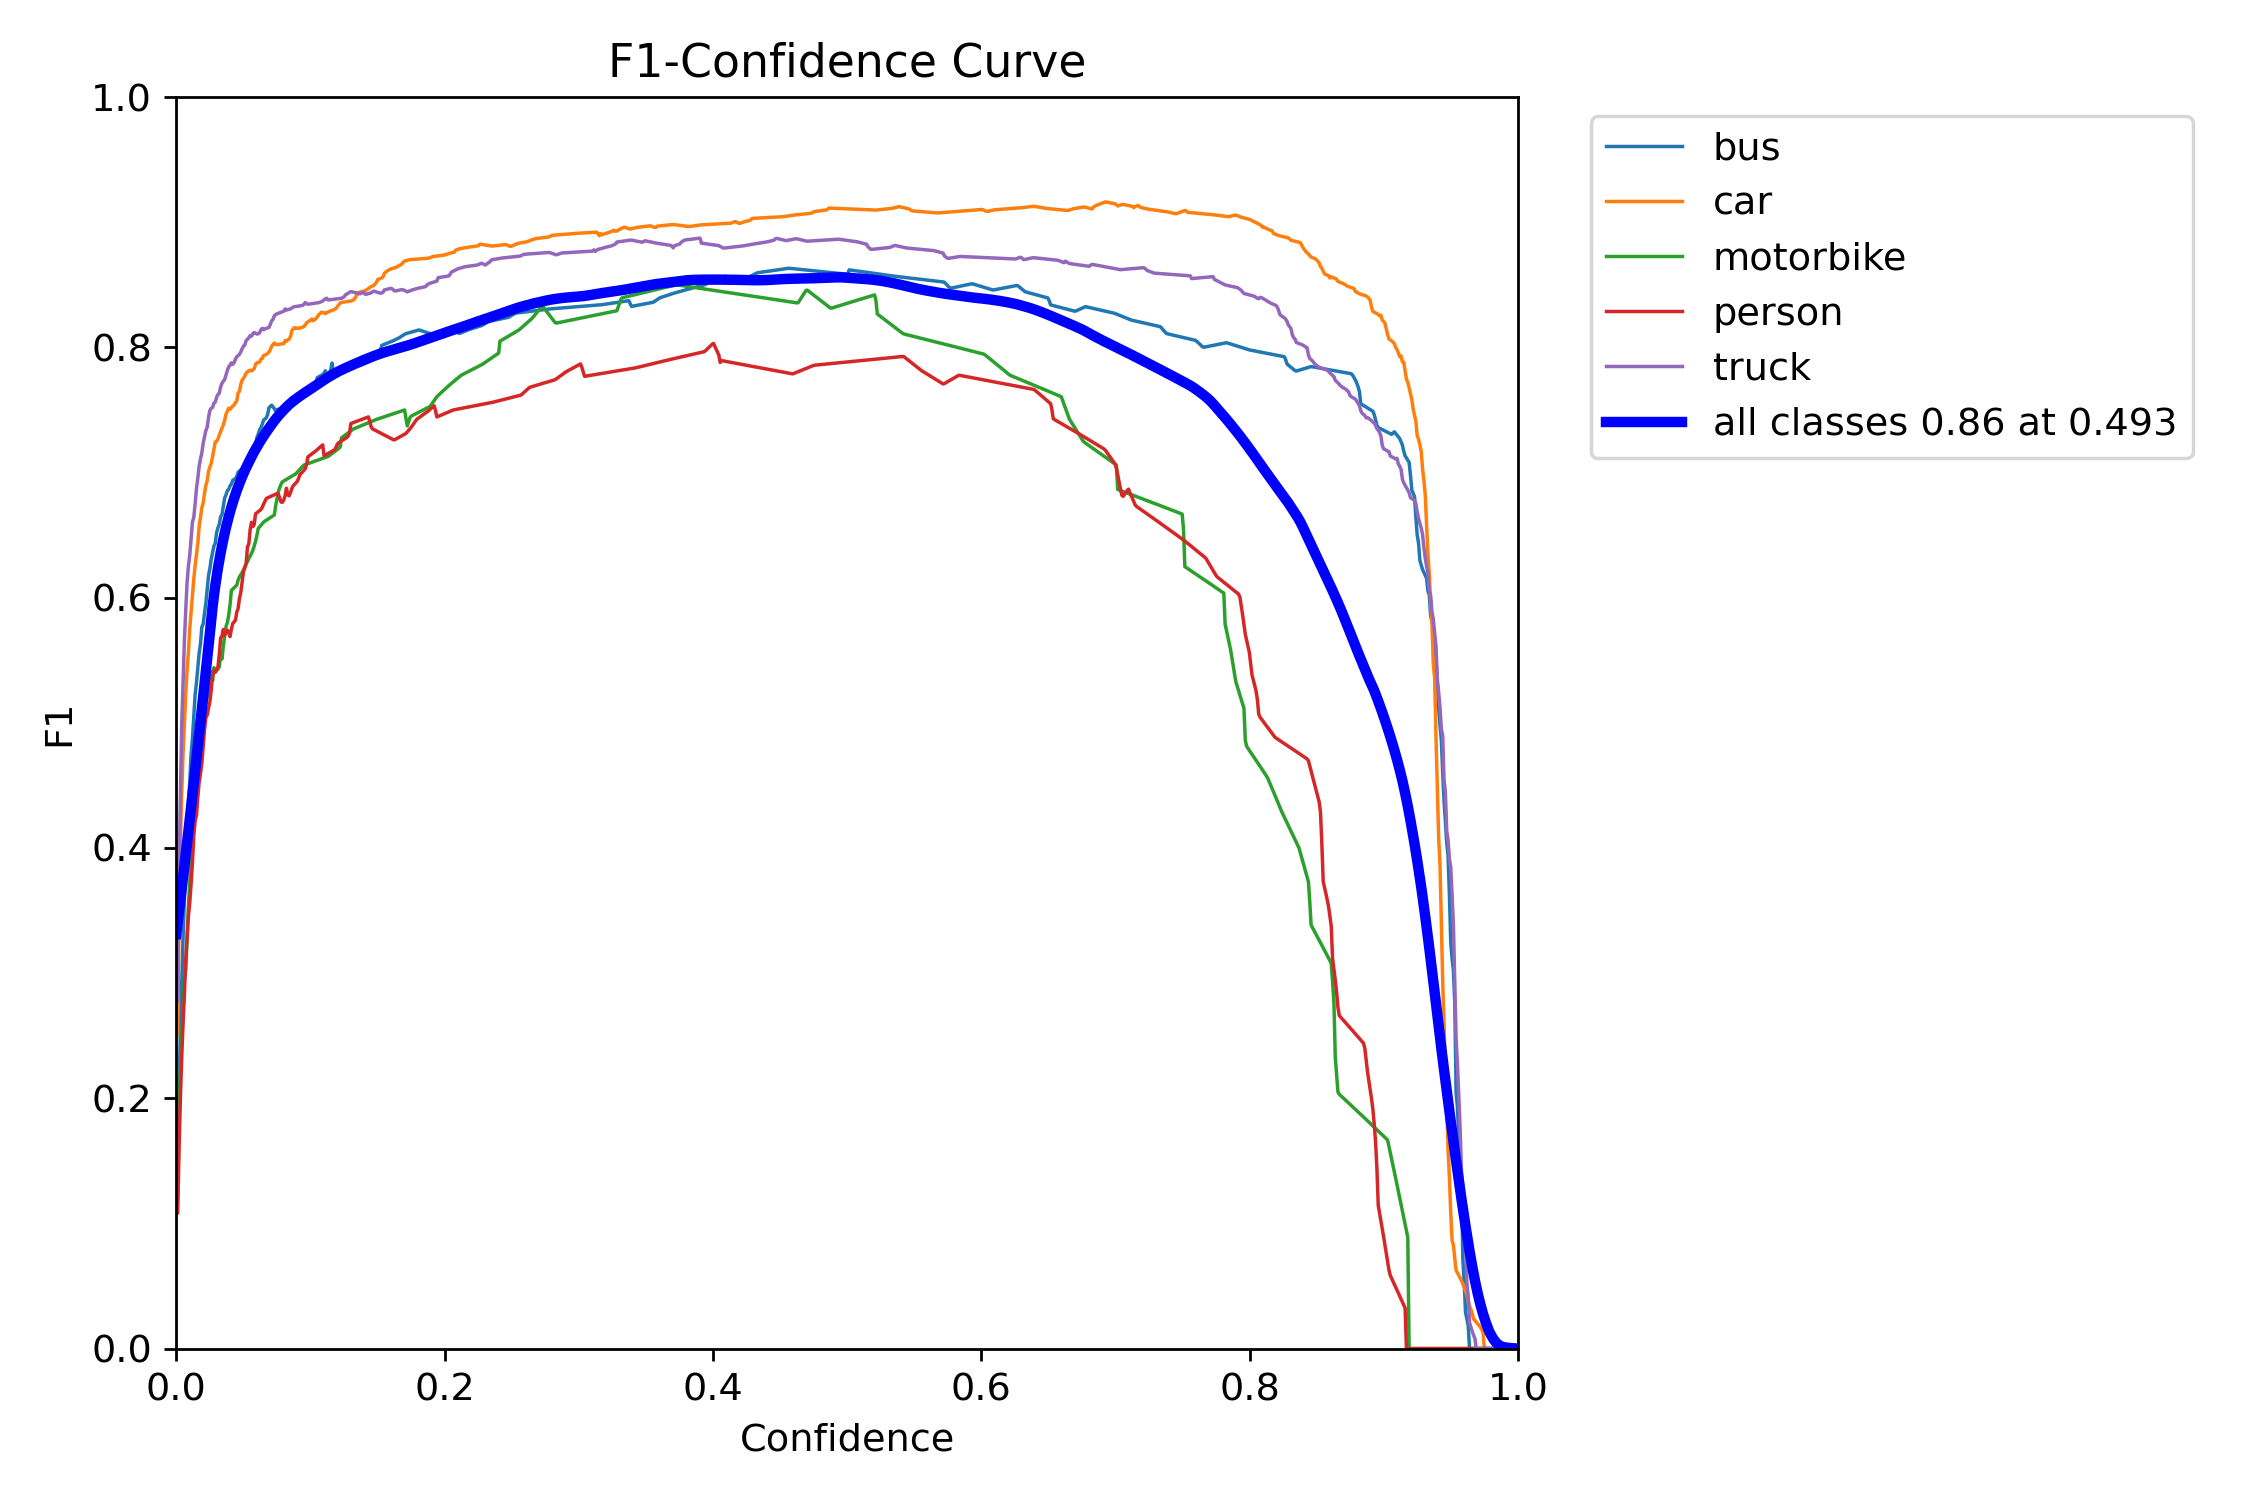 F1-Confidence Curve
1.0
0.8
0.6
0.4
0.2
0.0
F1
0.0 0.2 0.4 0.6 0.8 1.0
Confidence
bus
car
motorbike
person
truck
all classes 0.86 at 0.493